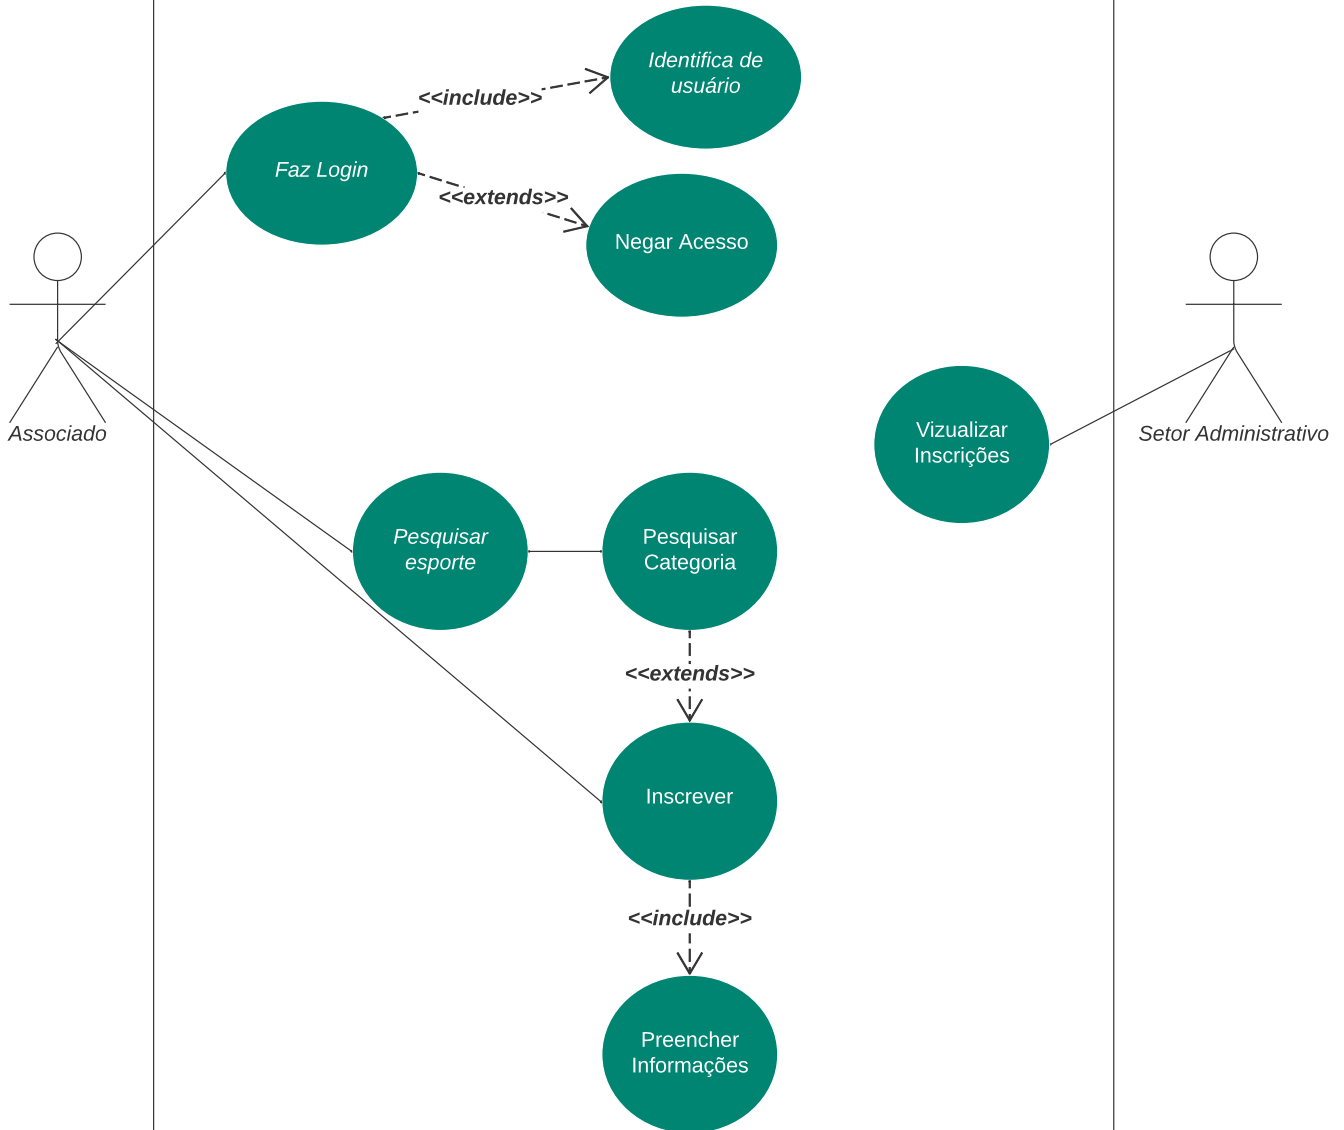 Identifica de
usuário
<<include>>
Faz Login
<<extends>>
Negar Acesso
Associado
Vizualizar
Inscrições
Setor Administrativo
Pesquisar
esporte
Pesquisar
Categoria
<<extends>>
Inscrever
<<include>>
Preencher
Informações